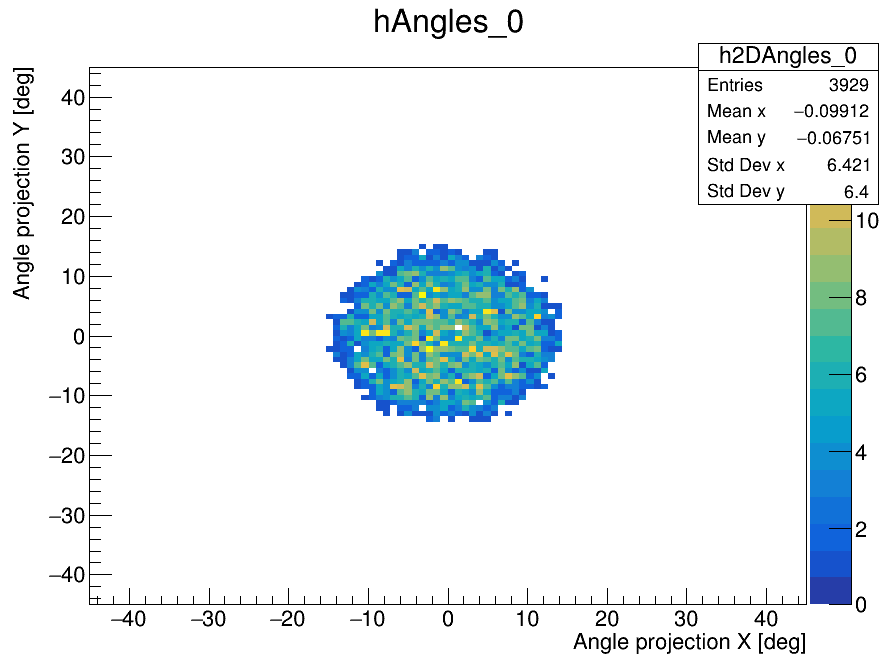 hAngles_0
h2DAngles_0
Entries 3929
Mean x −0.09912
Mean y −0.06751
Std Dev x 6.421
Std Dev y 6.4
Angle projection Y [deg]
40
30
20
10
0
−10
−20
−30
−40
10
8
6
4
2
0
−40 −30 −20 −10 0 10 20 30 40
Angle projection X [deg]